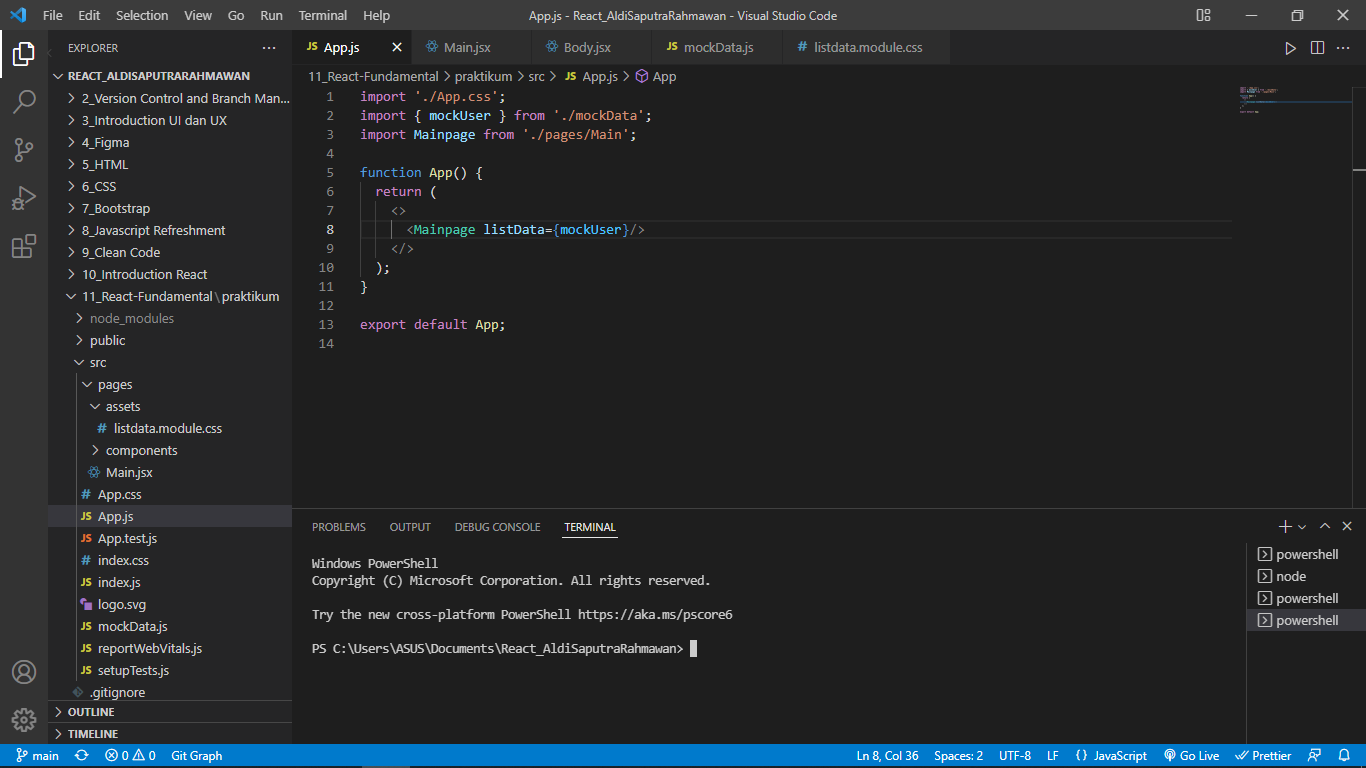 File Edit Selection View Go Run Terminal Help App.js - React_AldiSaputraRahmawan - Visual Studio Code
EXPLORER
REACT_ALDISAPUTRARAHMAWAN
2_Version Control and Branch Man...
3_Introduction UI dan UX
4_Figma
5_HTML
6_CSS
7_Bootstrap
8_Javascript Refreshment
9_Clean Code
10_Introduction React
11_React-Fundamental\praktikum
node_modules
public
src
pages
assets
# listdata.module.css
components
Main.jsx
# App.css
JS App.js
JS App.test.js
# index.css
JS index.js
logo.svg
JS mockData.js
JS reportWebVitals.js
JS setupTests.js
.gitignore
OUTLINE
TIMELINE
JS App.js Main.jsx Body.jsx JS mockData.js # listdata.module.css
11_React-Fundamental > praktikum > src > JS App.js > App
1 import './App.css';
2 import { mockUser } from './mockData';
3 import Mainpage from './pages/Main';
4
5 function App() {
6 return (
7 <>
8 <Mainpage listData={mockUser}/>
9 </>
10 );
11 }
12
13 export default App;
14
PROBLEMS OUTPUT DEBUG CONSOLE TERMINAL
Windows PowerShell
Copyright (C) Microsoft Corporation. All rights reserved.
Try the new cross-platform PowerShell https://aka.ms/pscore6
PS C:\Users\ASUS\Documents\React_AldiSaputraRahmawan>
powershell
node
powershell
powershell
main 0 0 Git Graph Ln 8, Col 36 Spaces: 2 UTF-8 LF {} JavaScript Go Live Prettier